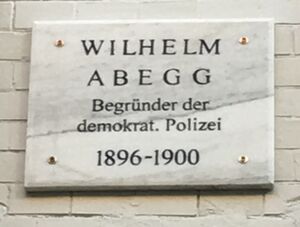 WILHELM
ABEGG
Begründer der
demokrat. Polizei
1896-1900